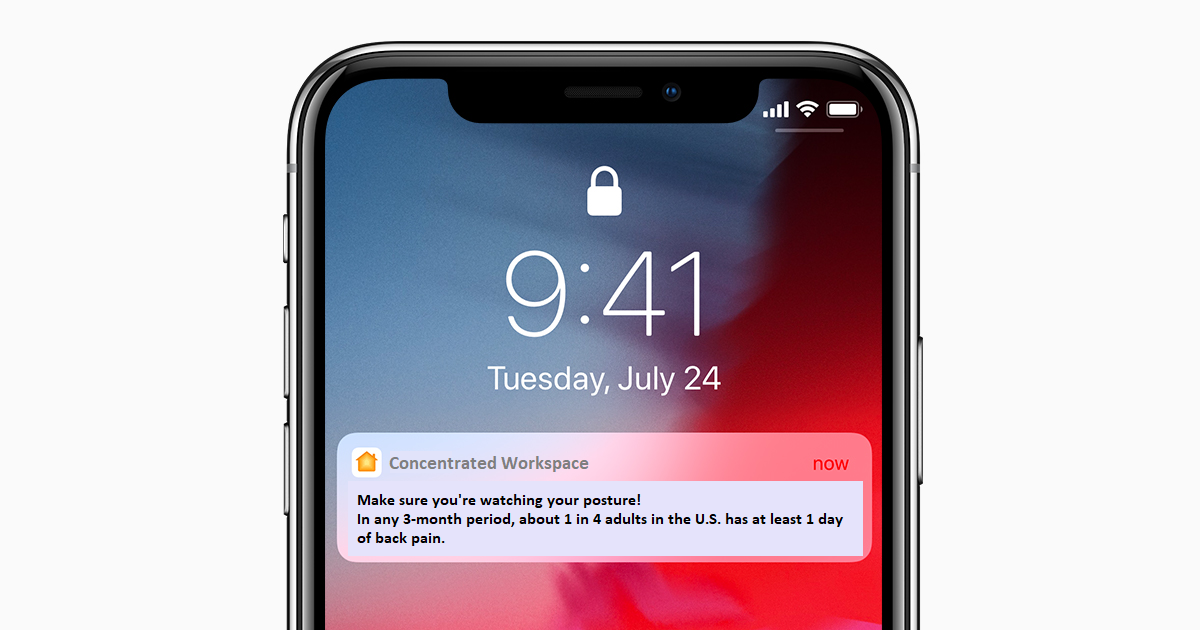 9:41
Tuesday, July 24
Concentrated Workspace now
Make sure you're watching your posture!
In any 3-month period, about 1 in 4 adults in the U.S. has at least 1 day
of back pain.